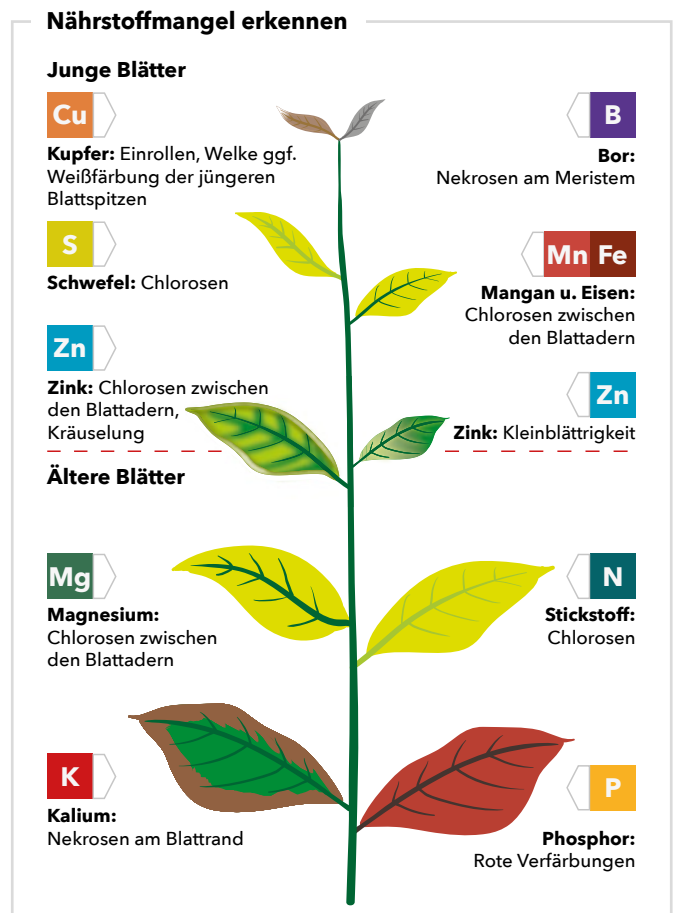 Nährstoffmangel erkennen
Junge Blätter
Cu
Kupfer: Einrollen, Welke ggf.
Weißfärbung der jüngeren
Blattspitzen
B
Bor:
Nekrosen am Meristem
S
Schwefel: Chlorosen
Mn Fe
Mangan u. Eisen:
Chlorosen zwischen
den Blattadern
Zn
Zink: Chlorosen zwischen
den Blattadern,
Kräuselung
Zn
Zink: Kleinblättrigkeit
Ältere Blätter
Mg
Magnesium:
Chlorosen zwischen
den Blattadern
N
Stickstoff:
Chlorosen
K
Kalium:
Nekrosen am Blattrand
P
Phosphor:
Rote Verfärbungen